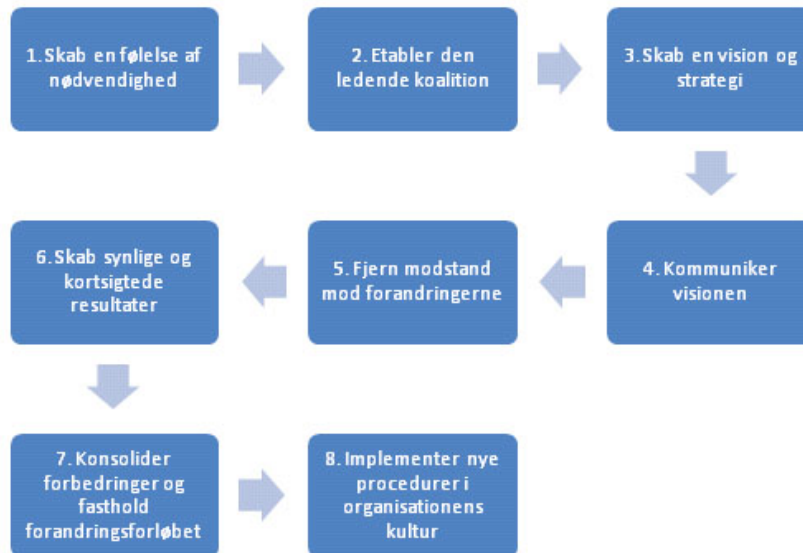 1. Skab en følelse af
nødvendighed
2. Etabler den
ledende koalition
3. Skab en vision og
strategi
4. Kommuniker
visionen
5. Fjern modstand
mod forandringerne
6. Skab synlige og
kortsigtede
resultater
7. Konsolider
forbedringer og
fasthold
forandringsforløbet
8. Implementer nye
procedurer i
organisationens
kultur